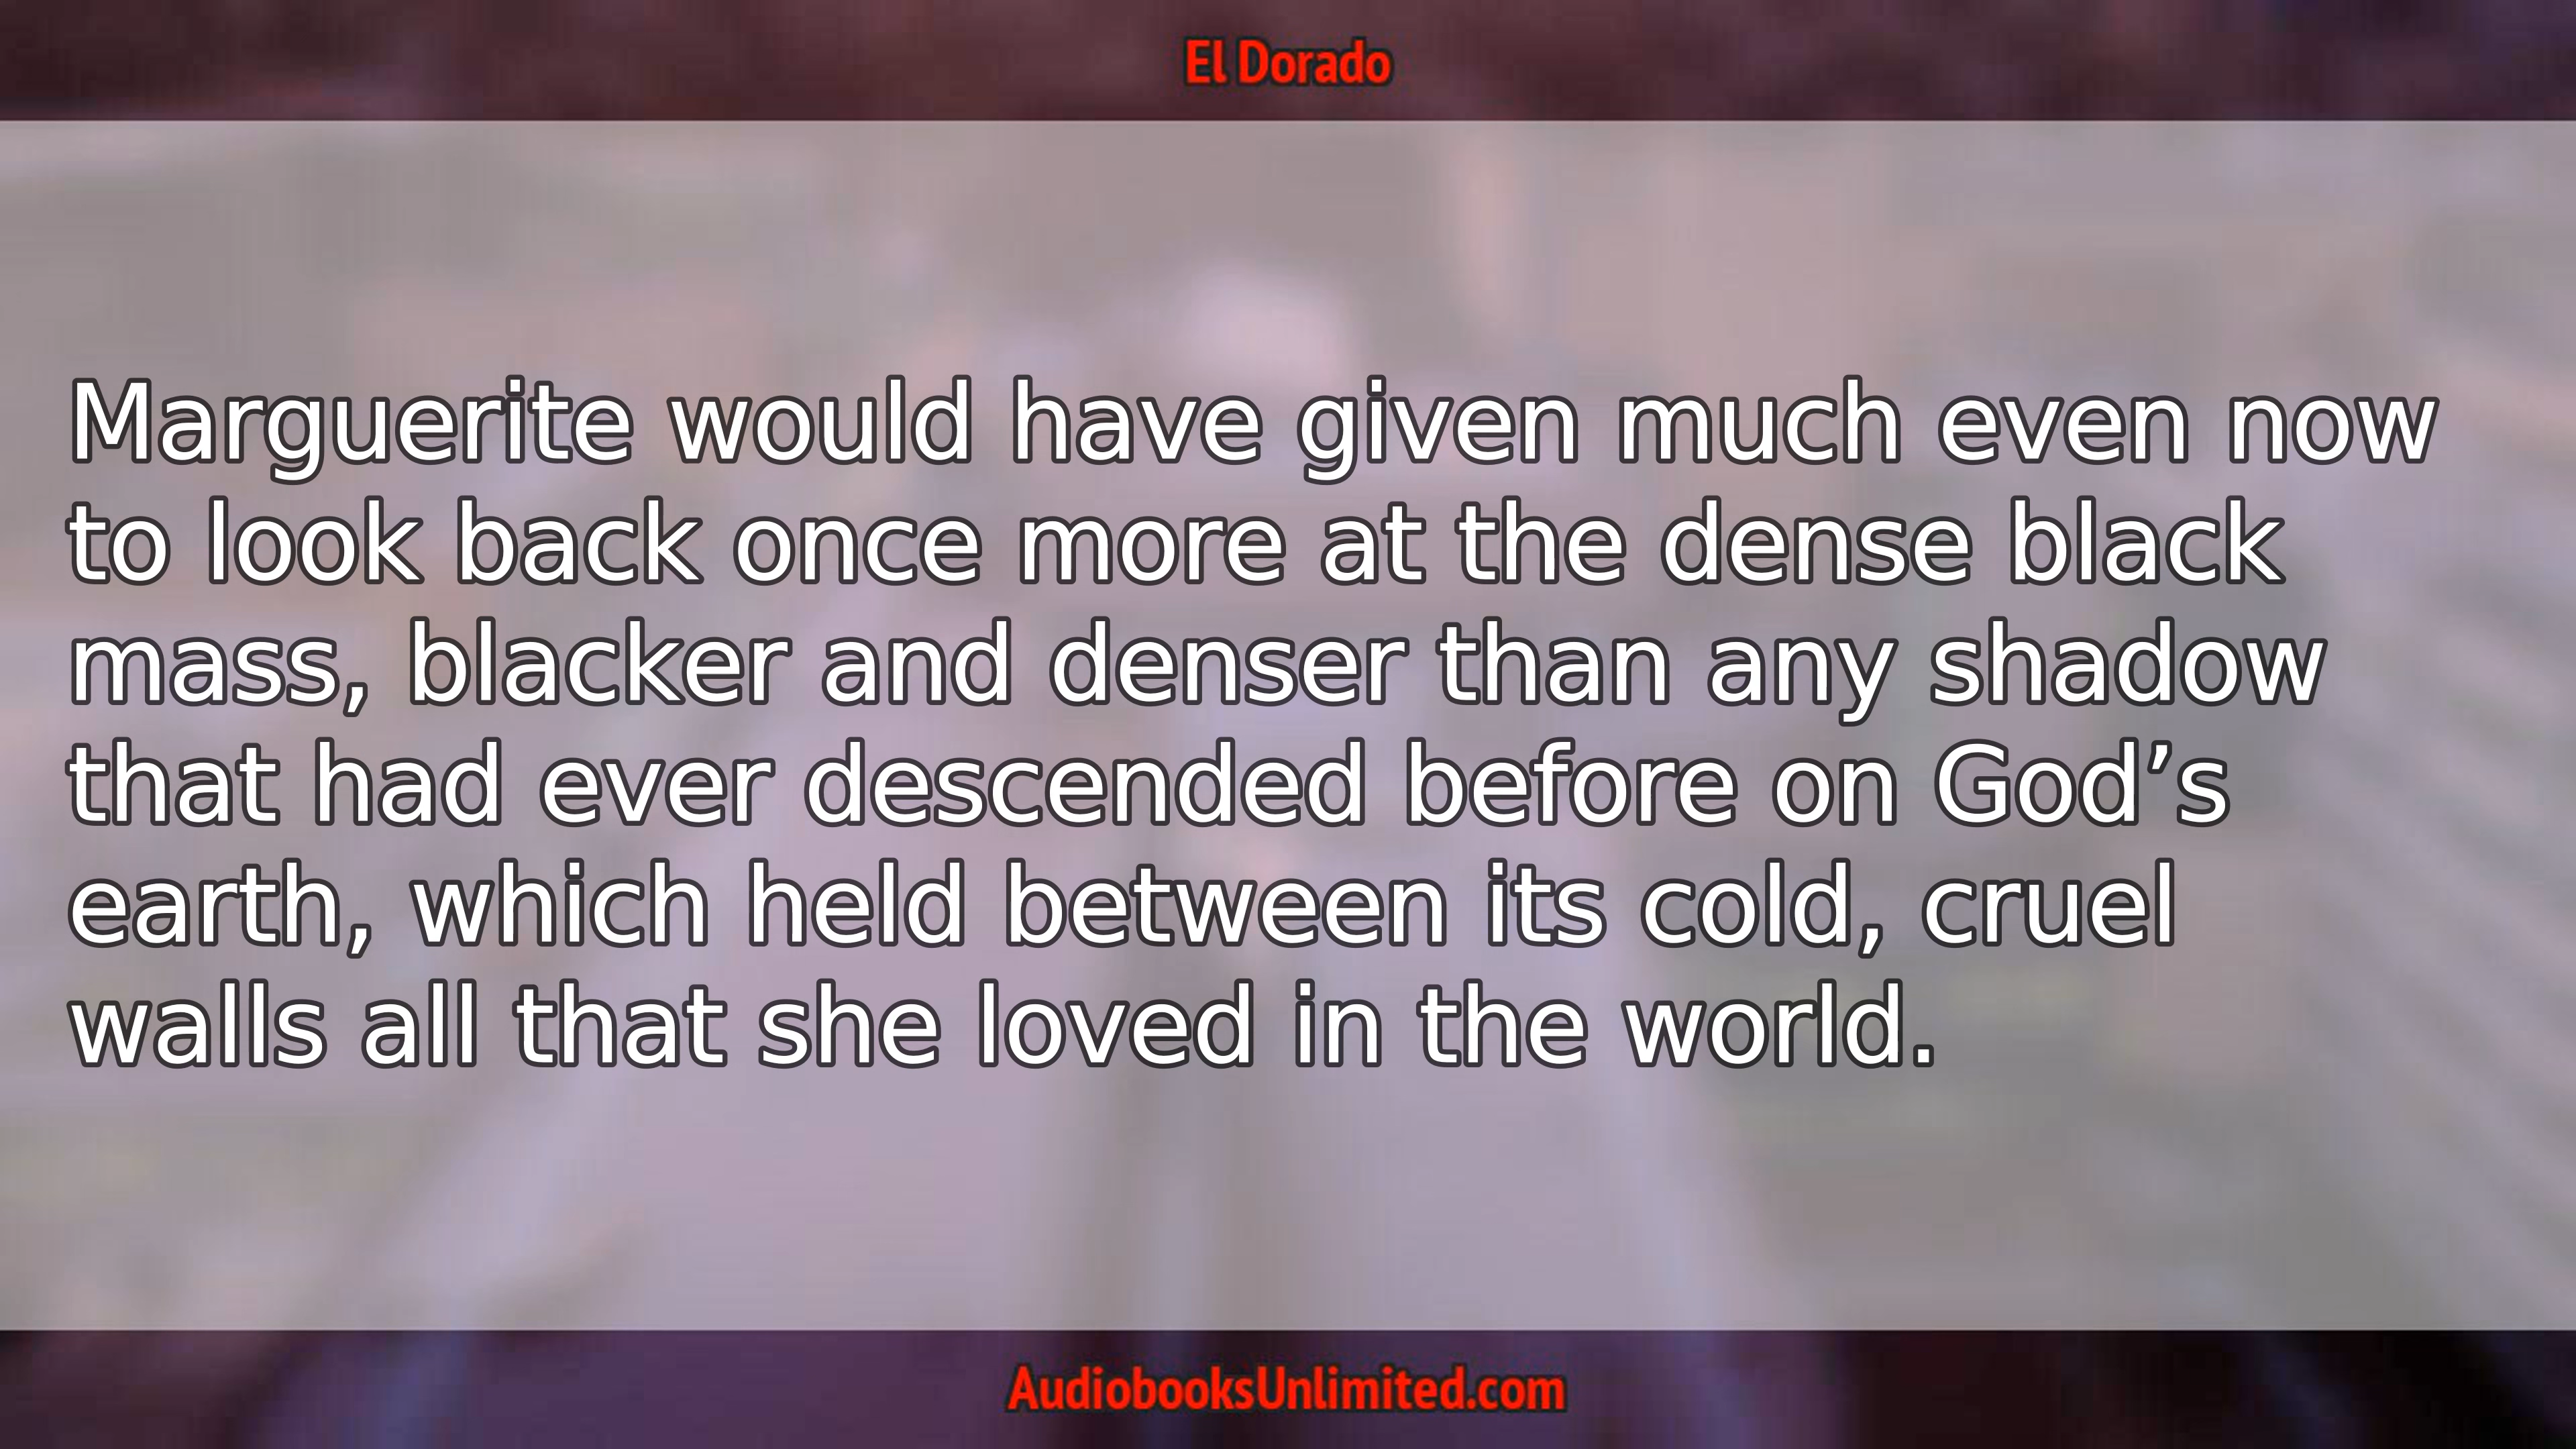 El Dorado
Marguerite would have given much even now
to look back once more at the dense black
mass, blacker and denser than any shadow
that had ever descended before on God’s
earth, which held between its cold, cruel
walls all that she loved in the world.
AudiobooksUnlimited.com